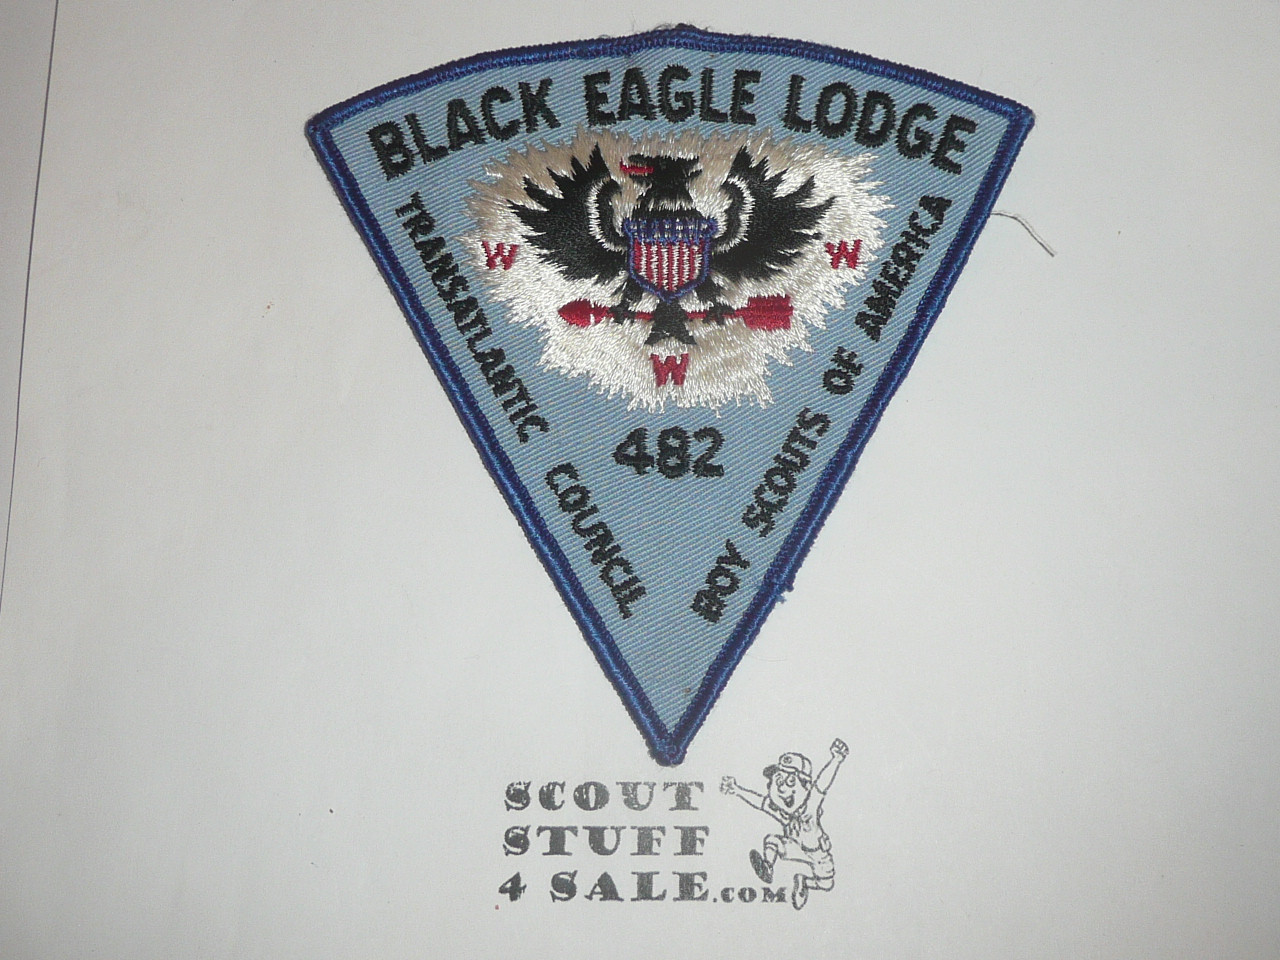 BLACK EAGLE LODGE
TRANSATLANTIC COUNCIL
BOY SCOUTS OF AMERICA
W W
W
482
SCOUT
STUFF
4 SALE.COM